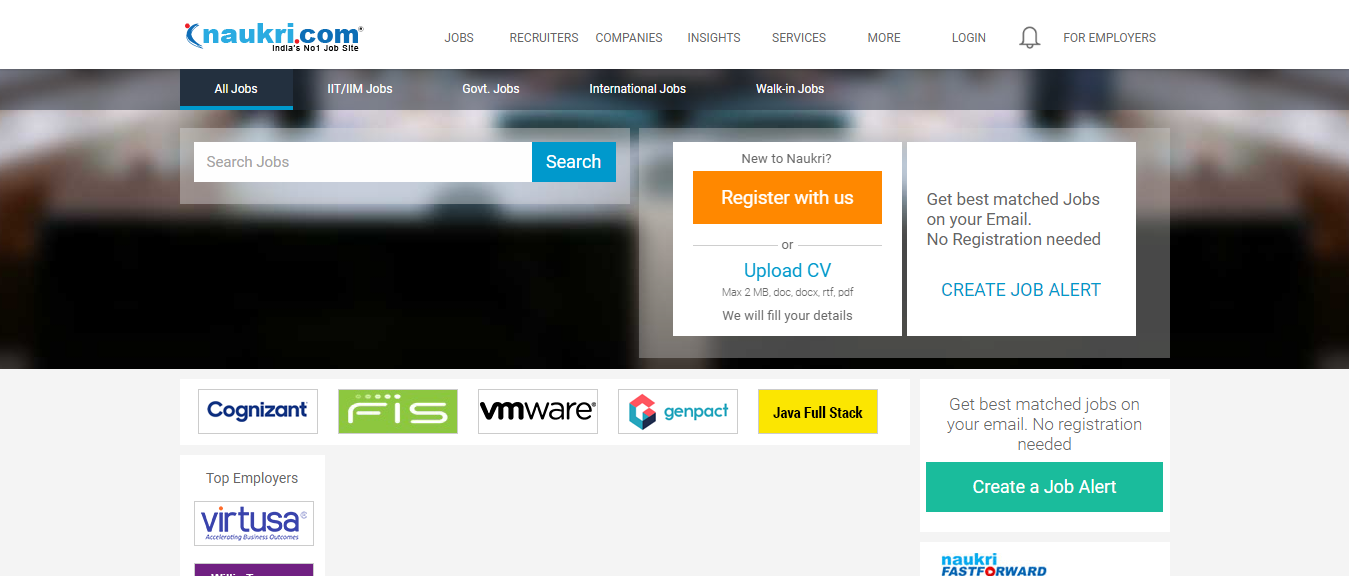 naukri.com
India's No1 Job Site
JOBS
RECRUITERS
COMPANIES
INSIGHTS
SERVICES
MORE
LOGIN
FOR EMPLOYERS
All Jobs
IIT/IIM Jobs
Govt. Jobs
International Jobs
Walk-in Jobs
Search Jobs
Search
New to Naukri?
Register with us
or
Upload CV
Max 2 MB, doc, docx, rtf, pdf
We will fill your details
Get best matched Jobs
on your Email.
No Registration needed
CREATE JOB ALERT
Cognizant
FIS
vmware
genpact
Java Full Stack
Get best matched jobs on
your email. No registration
needed
Create a Job Alert
Top Employers
virtusa
Accelerating Business Outcomes
naukri
FASTFORWARD